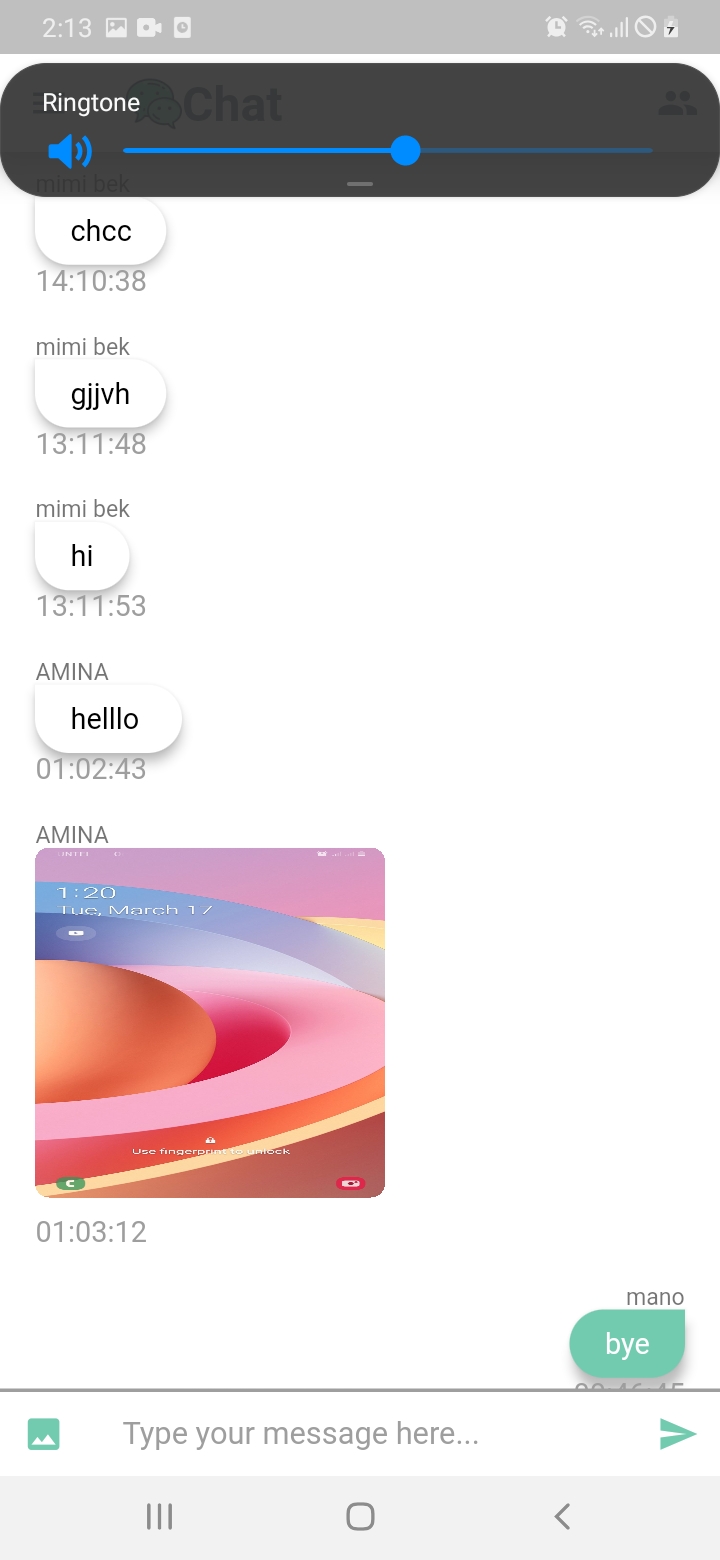 2:13
Ringtone
Chat
mimi bek
chcc
14:10:38
mimi bek
gjjvh
13:11:48
mimi bek
hi
13:11:53
AMINA
helllo
01:02:43
AMINA
1:20
Tue, March 17
Use fingerprint to unlock
01:03:12
mano
bye
Type your message here...